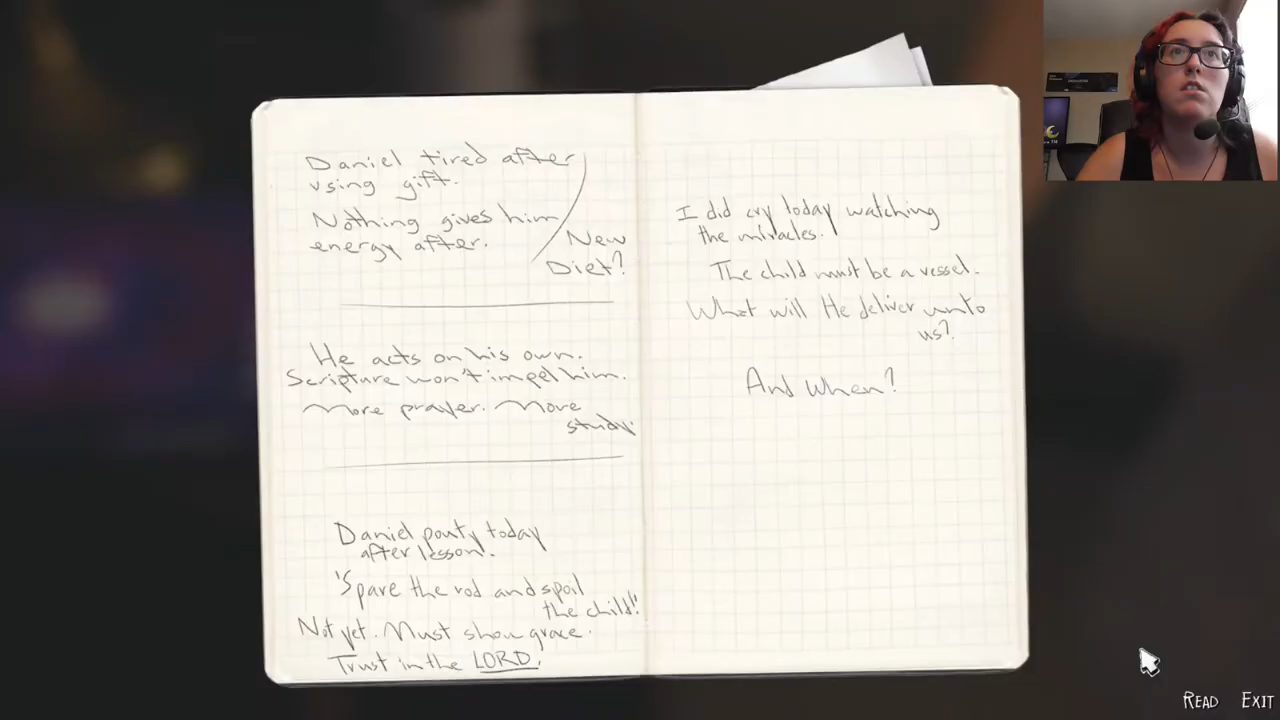 Daniel tired after
using gift.
Nothing gives him
energy after.
New
Diet?
He acts on his own.
Scripture won't impel him.
More prayer. More
study.
Daniel pouty today
after lesson.
'Spare the rod and spoil
the child!'
Not yet. Must show grace.
Trust in the LORD.
I did cry today watching
the miracles.
The child must be a vessel.
What will He deliver unto
us?
And when?
READ EXIT